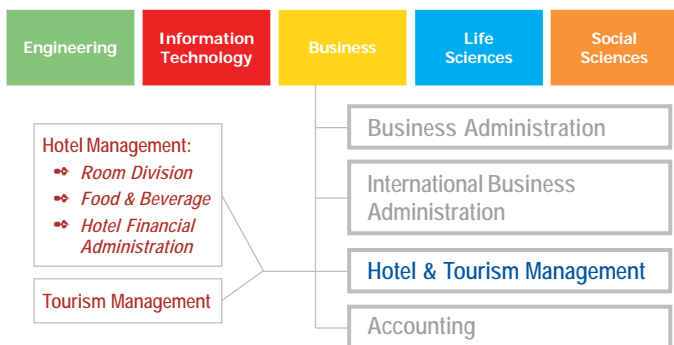 Engineering
Information
Technology
Business
Life
Sciences
Social
Sciences
Business Administration
International Business
Administration
Hotel & Tourism Management
Accounting
Hotel Management:
Room Division
Food & Beverage
Hotel Financial
Administration
Tourism Management